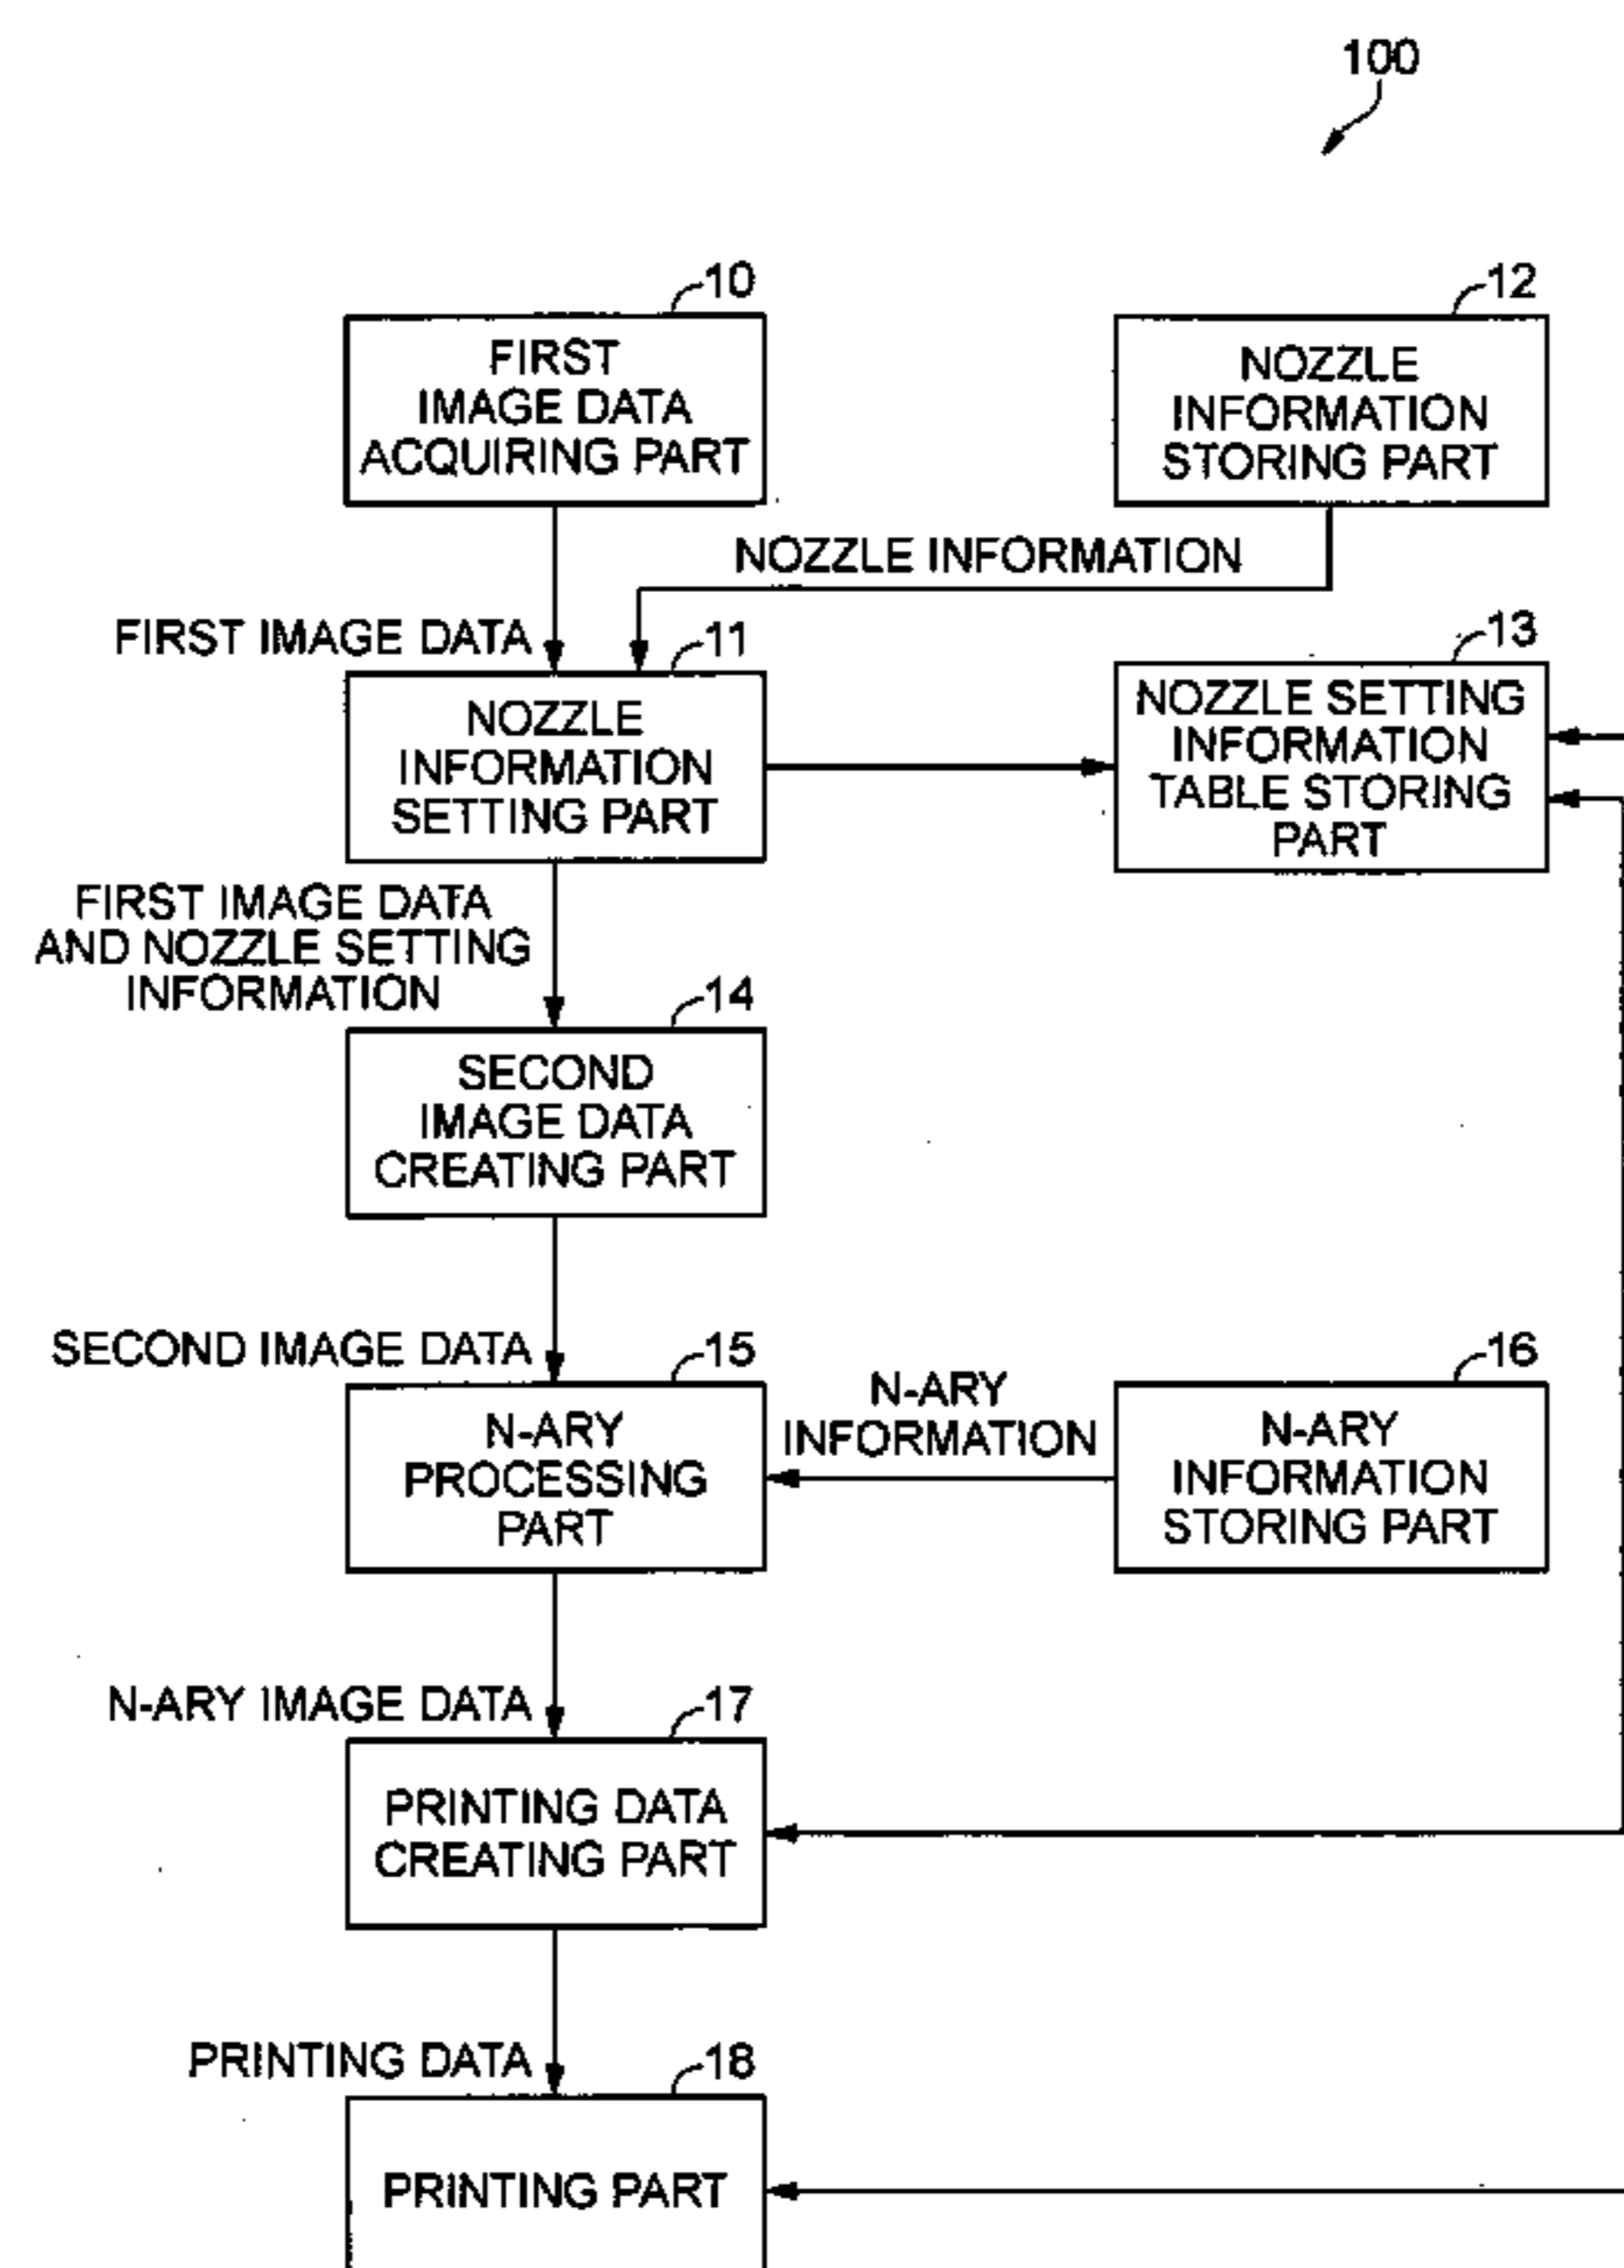 100
10
FIRST
IMAGE DATA
ACQUIRING PART
12
NOZZLE
INFORMATION
STORING PART
NOZZLE INFORMATION
FIRST IMAGE DATA
11
NOZZLE
INFORMATION
SETTING PART
13
NOZZLE SETTING
INFORMATION
TABLE STORING
PART
FIRST IMAGE DATA
AND NOZZLE SETTING
INFORMATION
14
SECOND
IMAGE DATA
CREATING PART
SECOND IMAGE DATA
15
N-ARY
PROCESSING
PART
N-ARY
INFORMATION
16
N-ARY
INFORMATION
STORING PART
N-ARY IMAGE DATA
17
PRINTING DATA
CREATING PART
PRINTING DATA
18
PRINTING PART